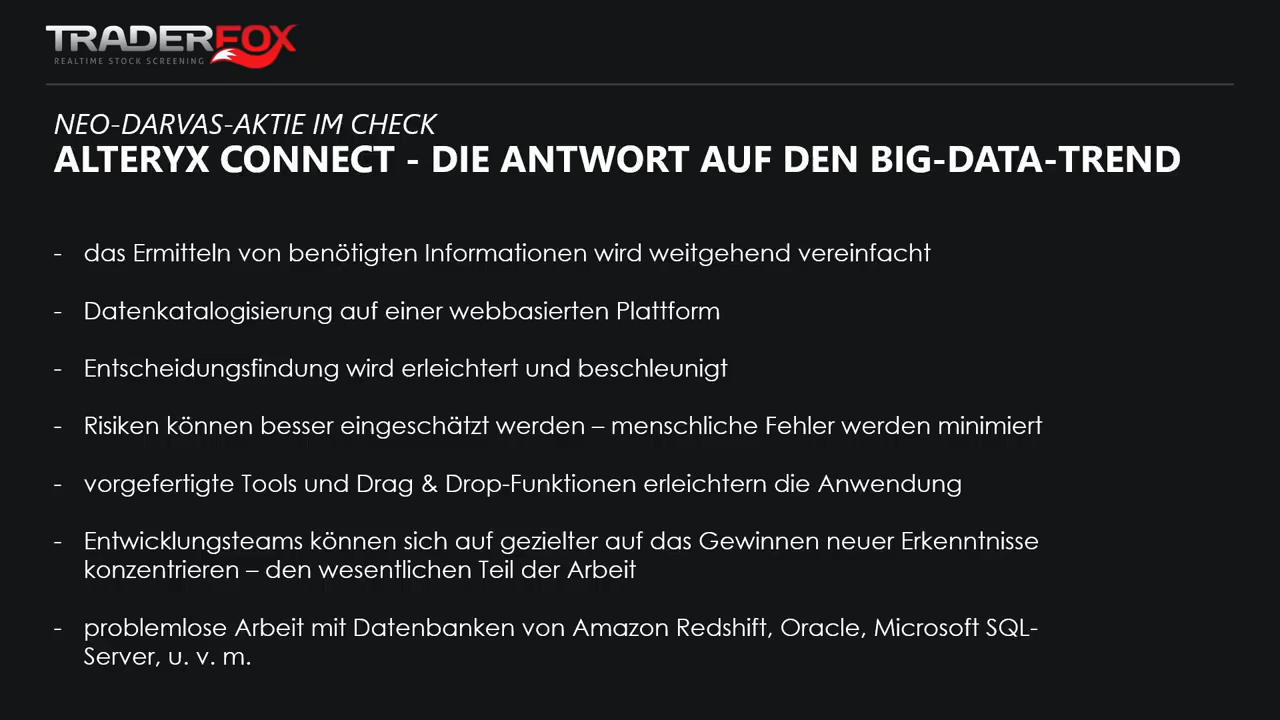 TRADERFOX
REALTIME STOCK SCREENING
NEO-DARVAS-AKTIE IM CHECK
ALTERYX CONNECT - DIE ANTWORT AUF DEN BIG-DATA-TREND
- das Ermitteln von benötigten Informationen wird weitgehend vereinfacht
- Datenkatalogisierung auf einer webbasierten Plattform
- Entscheidungsfindung wird erleichtert und beschleunigt
- Risiken können besser eingeschätzt werden – menschliche Fehler werden minimiert
- vorgefertigte Tools und Drag & Drop-Funktionen erleichtern die Anwendung
- Entwicklungsteams können sich auf gezielter auf das Gewinnen neuer Erkenntnisse
konzentrieren – den wesentlichen Teil der Arbeit
- problemlose Arbeit mit Datenbanken von Amazon Redshift, Oracle, Microsoft SQL-
Server, u. v. m.